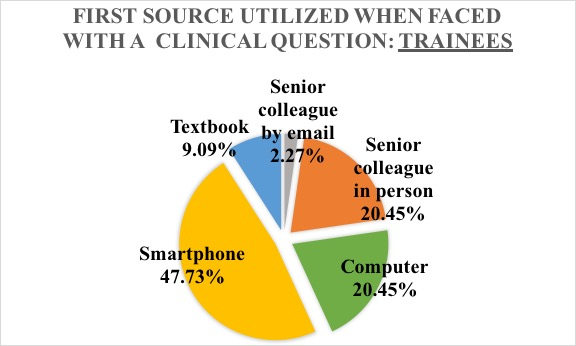 FIRST SOURCE UTILIZED WHEN FACED
WITH A CLINICAL QUESTION: TRAINEES
Senior
colleague
by email
2.27%
Textbook
9.09%
Senior
colleague
in person
20.45%
Smartphone
47.73%
Computer
20.45%